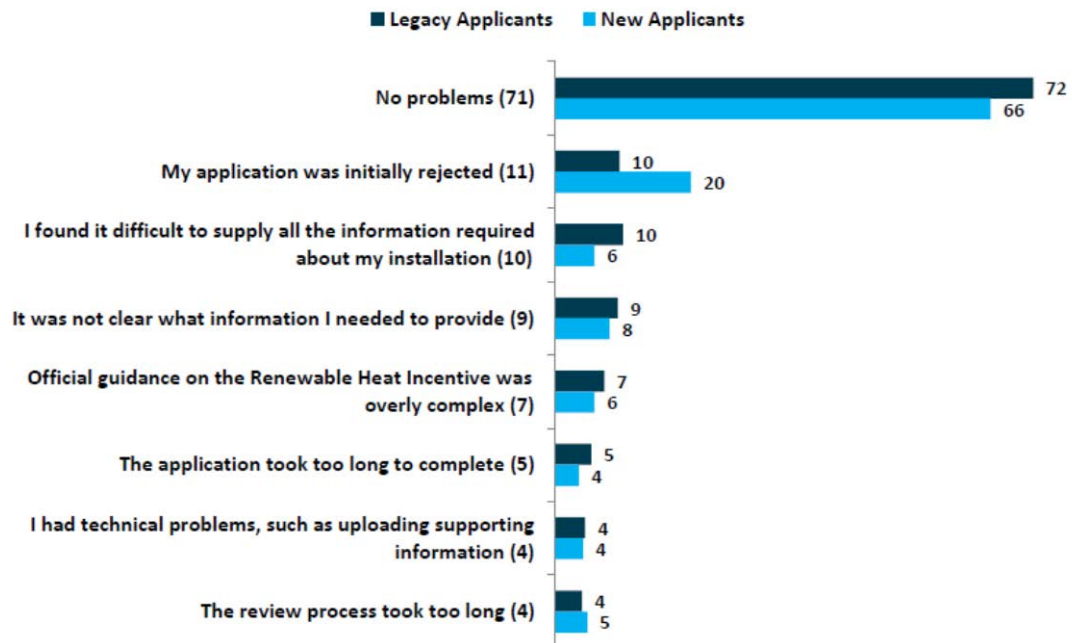 Legacy Applicants New Applicants
No problems (71)
72
66
My application was initially rejected (11)
10
20
I found it difficult to supply all the information required
about my installation (10)
10
6
It was not clear what information I needed to provide (9)
9
8
Official guidance on the Renewable Heat Incentive was
overly complex (7)
7
6
The application took too long to complete (5)
5
4
I had technical problems, such as uploading supporting
information (4)
4
4
The review process took too long (4)
4
5